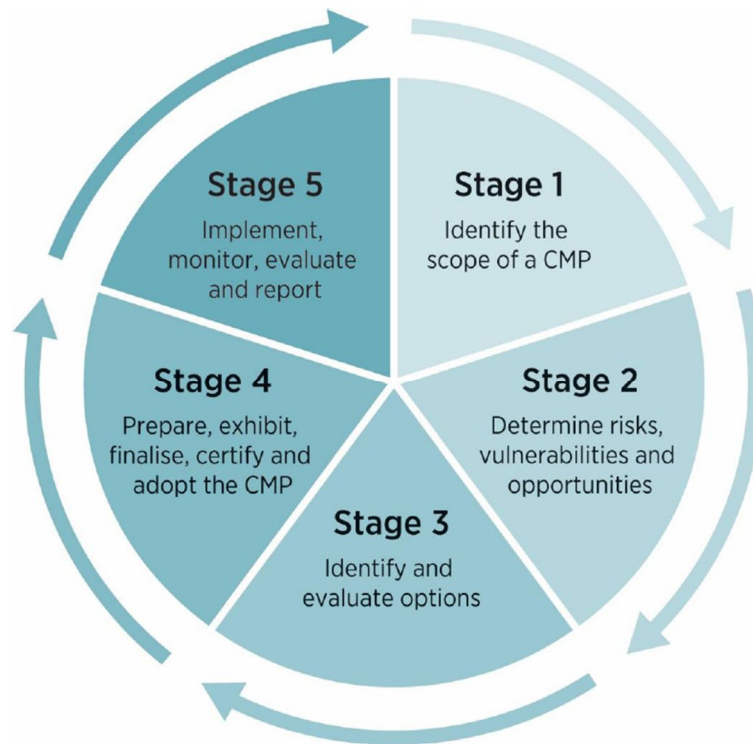 Stage 1
Identify the
scope of a CMP
Stage 2
Determine risks,
vulnerabilities and
opportunities
Stage 3
Identify and
evaluate options
Stage 4
Prepare, exhibit,
finalise, certify and
adopt the CMP
Stage 5
Implement,
monitor, evaluate
and report